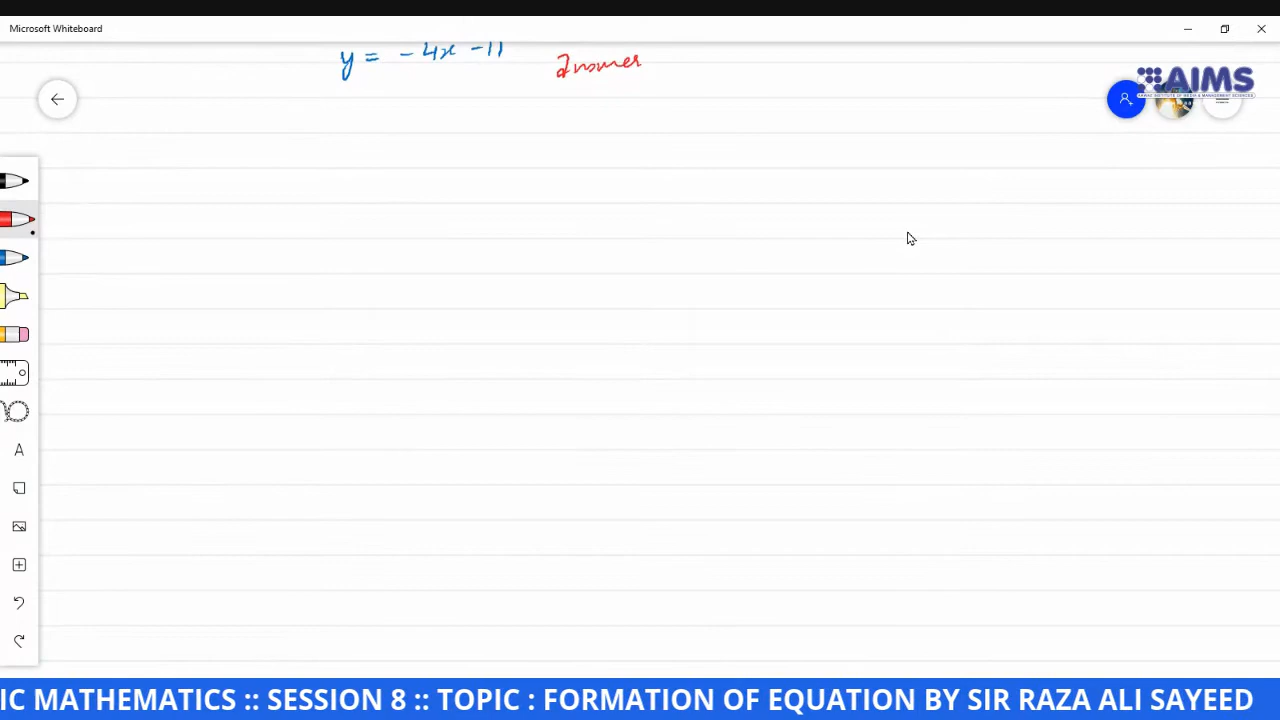 Microsoft Whiteboard
y = -4x -11
Answer
AIMS
A
IC MATHEMATICS :: SESSION 8 :: TOPIC : FORMATION OF EQUATION BY SIR RAZA ALI SAYEED